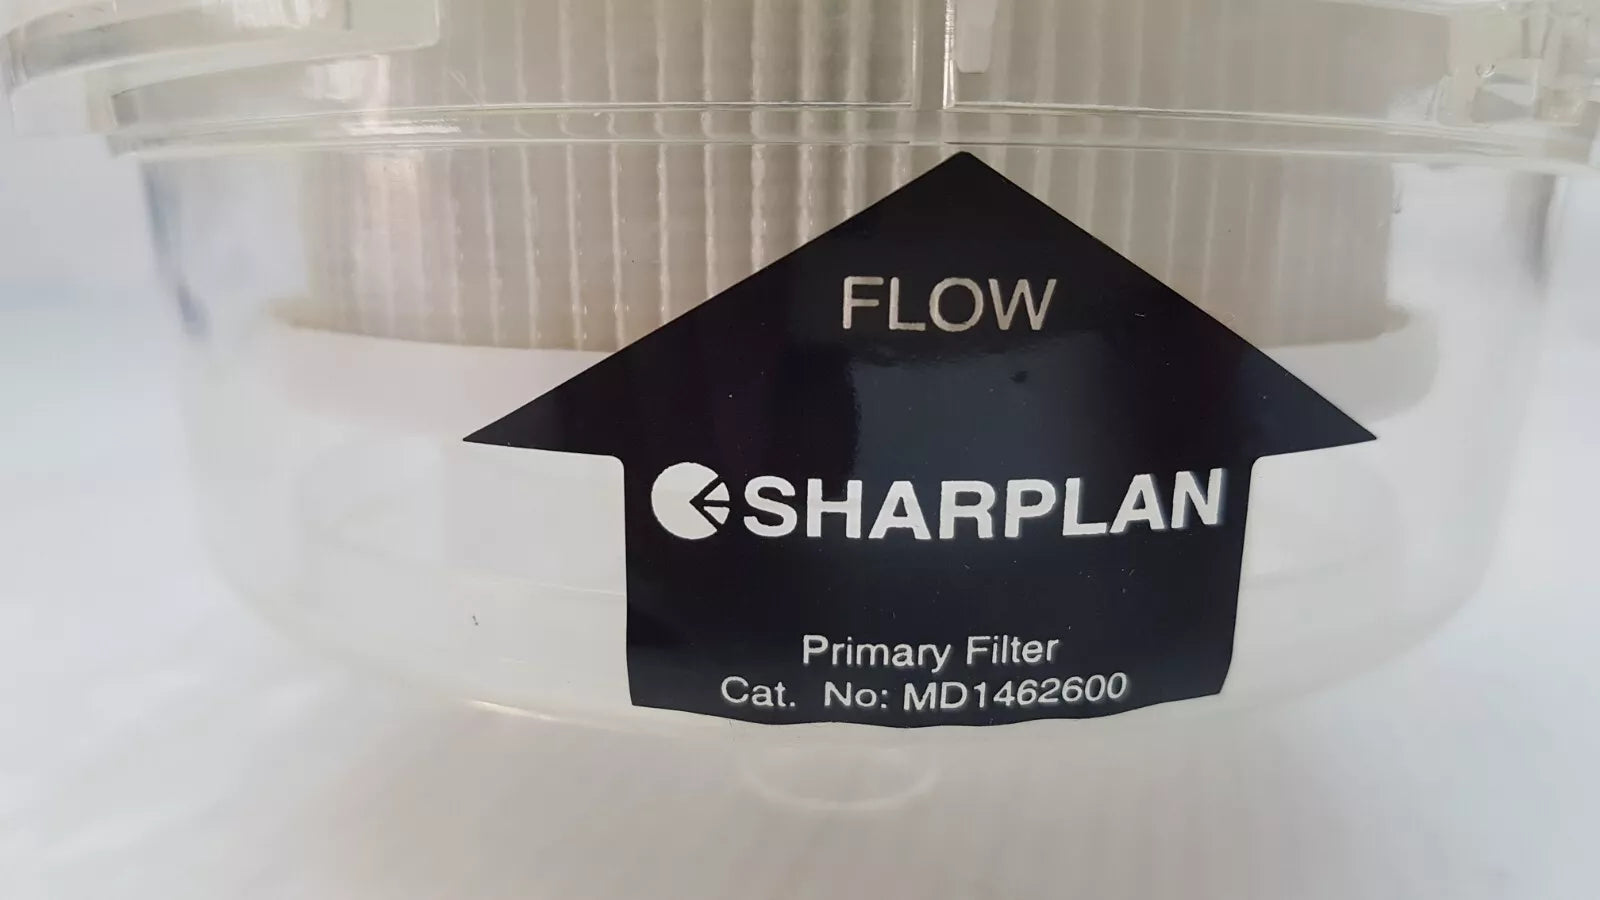 FLOW
SHARPLAN
Primary Filter
Cat. No: MD1462600